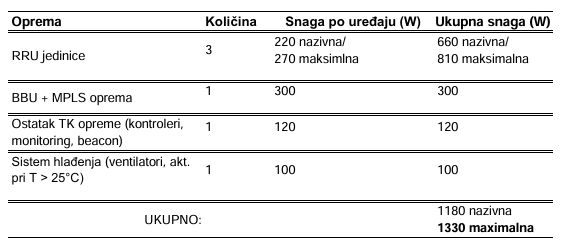 Oprema Količina Snaga po uređaju (W) Ukupna snaga (W)
RRU jedinice 3 220 nazivna/ 660 nazivna/
270 maksimlna 810 maksimalna
BBU + MPLS oprema 1 300 300
Ostatak TK opreme (kontroleri, 1 120 120
monitoring, beacon)
Sistem hlađenja (ventilatori, akt. 1 100 100
pri T > 25°C)
UKUPNO: 1180 nazivna
1330 maximalna